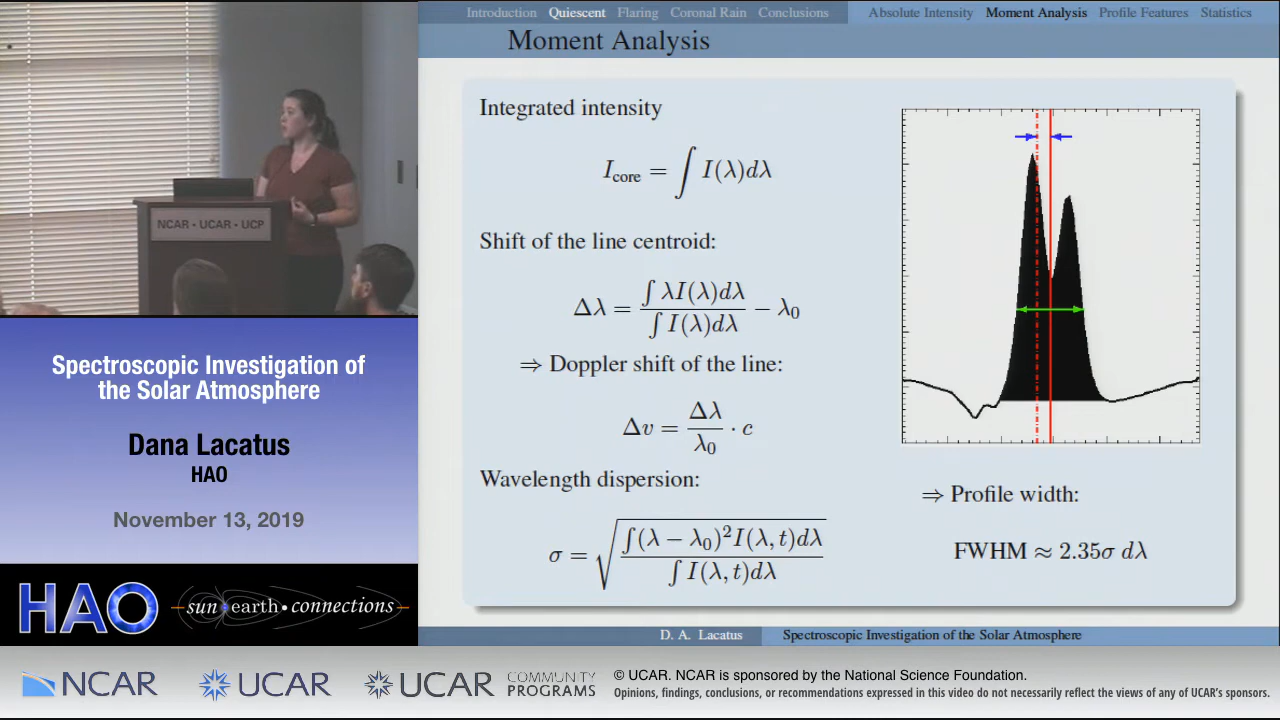 Introduction Quiescent Flaring Coronal Rain Conclusions Absolute Intensity Moment Analysis Profile Features Statistics
Moment Analysis
Integrated intensity
I_core = ∫ I(λ)dλ
Shift of the line centroid:
Δλ = ∫ λI(λ)dλ / ∫ I(λ)dλ − λ₀
⇒ Doppler shift of the line:
Δv = Δλ / λ₀ · c
Wavelength dispersion:
σ = √( ∫(λ − λ₀)²I(λ, t)dλ / ∫ I(λ, t)dλ )
⇒ Profile width:
FWHM ≈ 2.35σ dλ
D. A. Lacatus Spectroscopic Investigation of the Solar Atmosphere
NCAR • UCAR • UCP
Spectroscopic Investigation of
the Solar Atmosphere
Dana Lacatus
HAO
November 13, 2019
HAO sun earth • connections
NCAR UCAR UCAR COMMUNITY PROGRAMS
© UCAR. NCAR is sponsored by the National Science Foundation.
Opinions, findings, conclusions, or recommendations expressed in this video do not necessarily reflect the views of any of UCAR's sponsors.